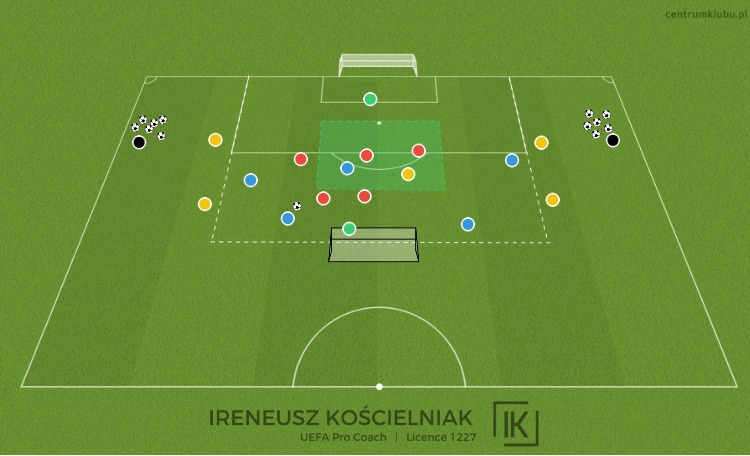 centrumklubu.pl
IRENEUSZ KOŚCIELNIAK
UEFA Pro Coach | Licence 1227
IK